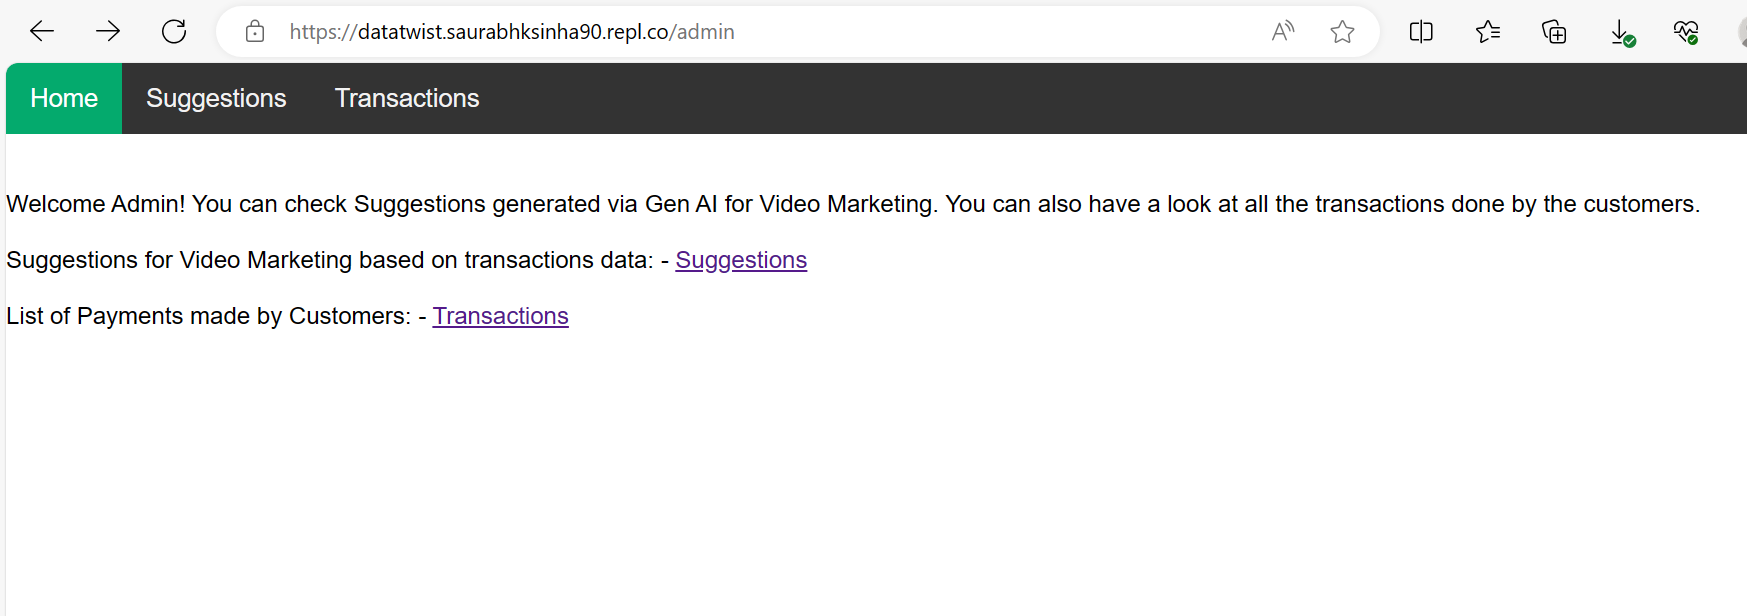 https://datatwist.saurabhksinha90.repl.co/admin
Home Suggestions Transactions
Welcome Admin! You can check Suggestions generated via Gen AI for Video Marketing. You can also have a look at all the transactions done by the customers.
Suggestions for Video Marketing based on transactions data: - Suggestions
List of Payments made by Customers: - Transactions